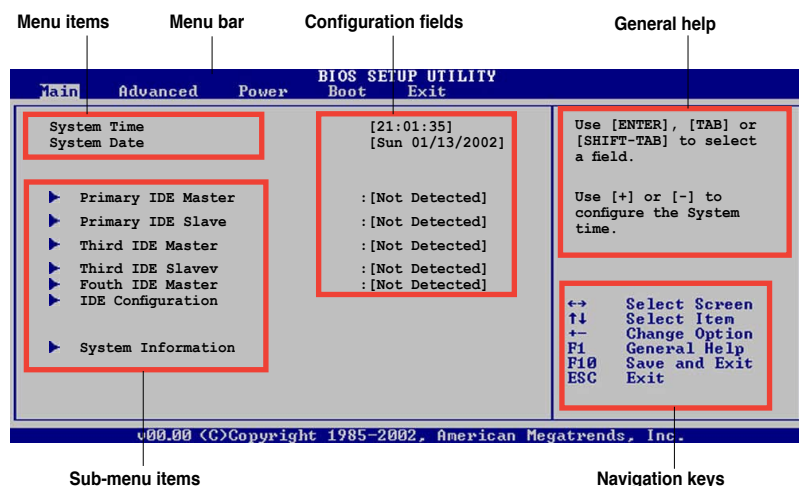 Menu items Menu bar Configuration fields General help
BIOS SETUP UTILITY
Main Advanced Power Boot Exit
System Time [21:01:35]
System Date [Sun 01/13/2002]
Primary IDE Master :[Not Detected]
Primary IDE Slave :[Not Detected]
Third IDE Master :[Not Detected]
Third IDE Slavev :[Not Detected]
Fouth IDE Master :[Not Detected]
IDE Configuration
System Information
Use [ENTER], [TAB] or
[SHIFT-TAB] to select
a field.
Use [+] or [-] to
configure the System
time.
←→ Select Screen
↑↓ Select Item
+- Change Option
F1 General Help
F10 Save and Exit
ESC Exit
v00.00 (C)Copyright 1985-2002, American Megatrends, Inc.
Sub-menu items Navigation keys